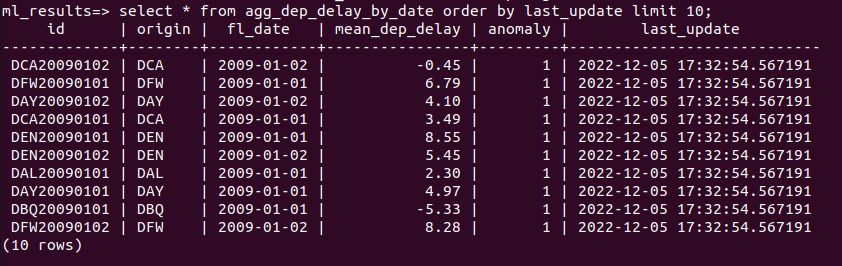 ml_results=> select * from agg_dep_delay_by_date order by last_update limit 10;
     id      | origin |  fl_date   | mean_dep_delay | anomaly |        last_update
-------------+--------+------------+----------------+---------+----------------------------
 DCA20090102 | DCA    | 2009-01-02 |          -0.45 |       1 | 2022-12-05 17:32:54.567191
 DFW20090101 | DFW    | 2009-01-01 |           6.79 |       1 | 2022-12-05 17:32:54.567191
 DAY20090102 | DAY    | 2009-01-02 |           4.10 |       1 | 2022-12-05 17:32:54.567191
 DCA20090101 | DCA    | 2009-01-01 |           3.49 |       1 | 2022-12-05 17:32:54.567191
 DEN20090101 | DEN    | 2009-01-01 |           8.55 |       1 | 2022-12-05 17:32:54.567191
 DEN20090102 | DEN    | 2009-01-02 |           5.45 |       1 | 2022-12-05 17:32:54.567191
 DAL20090101 | DAL    | 2009-01-01 |           2.30 |       1 | 2022-12-05 17:32:54.567191
 DAY20090101 | DAY    | 2009-01-01 |           4.97 |       1 | 2022-12-05 17:32:54.567191
 DBQ20090101 | DBQ    | 2009-01-01 |          -5.33 |       1 | 2022-12-05 17:32:54.567191
 DFW20090102 | DFW    | 2009-01-02 |           8.28 |       1 | 2022-12-05 17:32:54.567191
(10 rows)